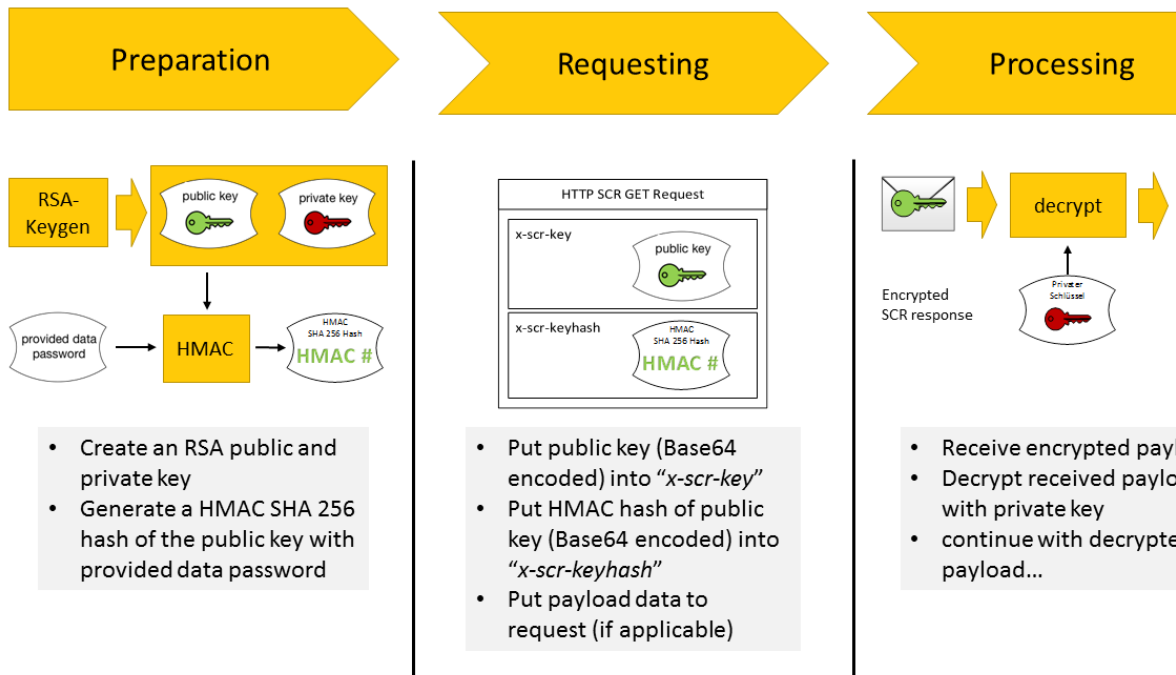 Preparation
Requesting
Processing
RSA-
Keygen
public key
private key
provided data
password
HMAC
HMAC
SHA 256 Hash
HMAC #
HTTP SCR GET Request
x-scr-key
public key
x-scr-keyhash
HMAC
SHA 256 Hash
HMAC #
decrypt
Encrypted
SCR response
Privater
Schlüssel
• Create an RSA public and
private key
• Generate a HMAC SHA 256
hash of the public key with
provided data password
• Put public key (Base64
encoded) into “x-scr-key”
• Put HMAC hash of public
key (Base64 encoded) into
“x-scr-keyhash”
• Put payload data to
request (if applicable)
• Receive encrypted payl
• Decrypt received paylo
with private key
• continue with decrypte
payload…